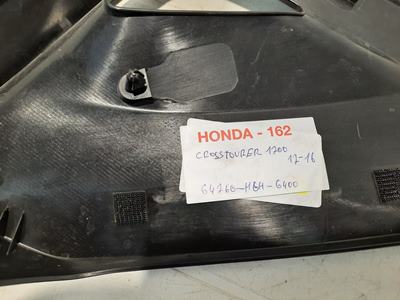 HONDA - 162
CROSSTOURER 1200
12-16
64260-MGH-G400